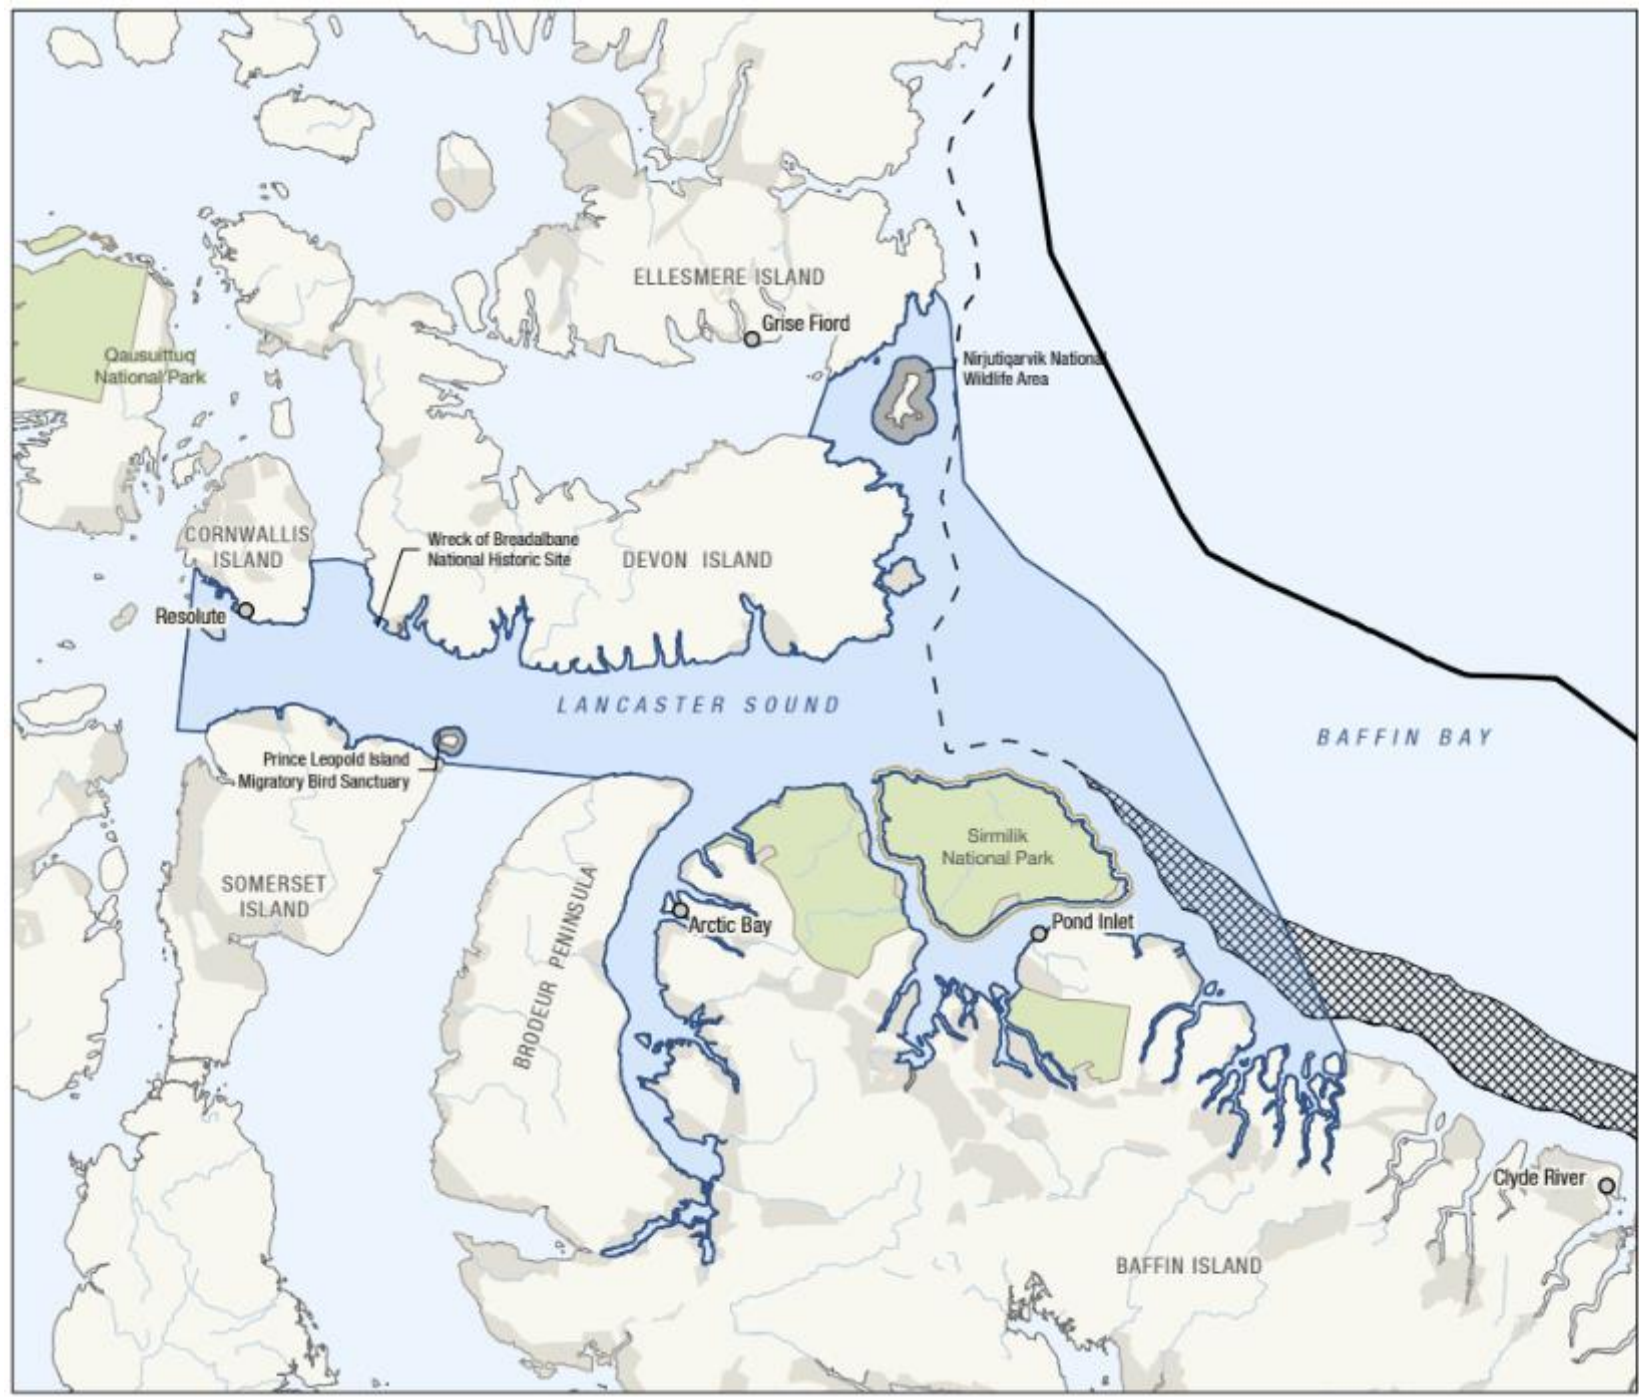 ELLESMERE ISLAND
Grise Fiord
Qausuittuq
National Park
Nirjutiqarvik National
Wildlife Area
CORNWALLIS
ISLAND
Wreck of Breadalbane
National Historic Site
DEVON ISLAND
Resolute
LANCASTER SOUND
BAFFIN BAY
Prince Leopold Island
Migratory Bird Sanctuary
Sirmilik
National Park
SOMERSET
ISLAND
BRODEUR PENINSULA
Arctic Bay
Pond Inlet
Clyde River
BAFFIN ISLAND